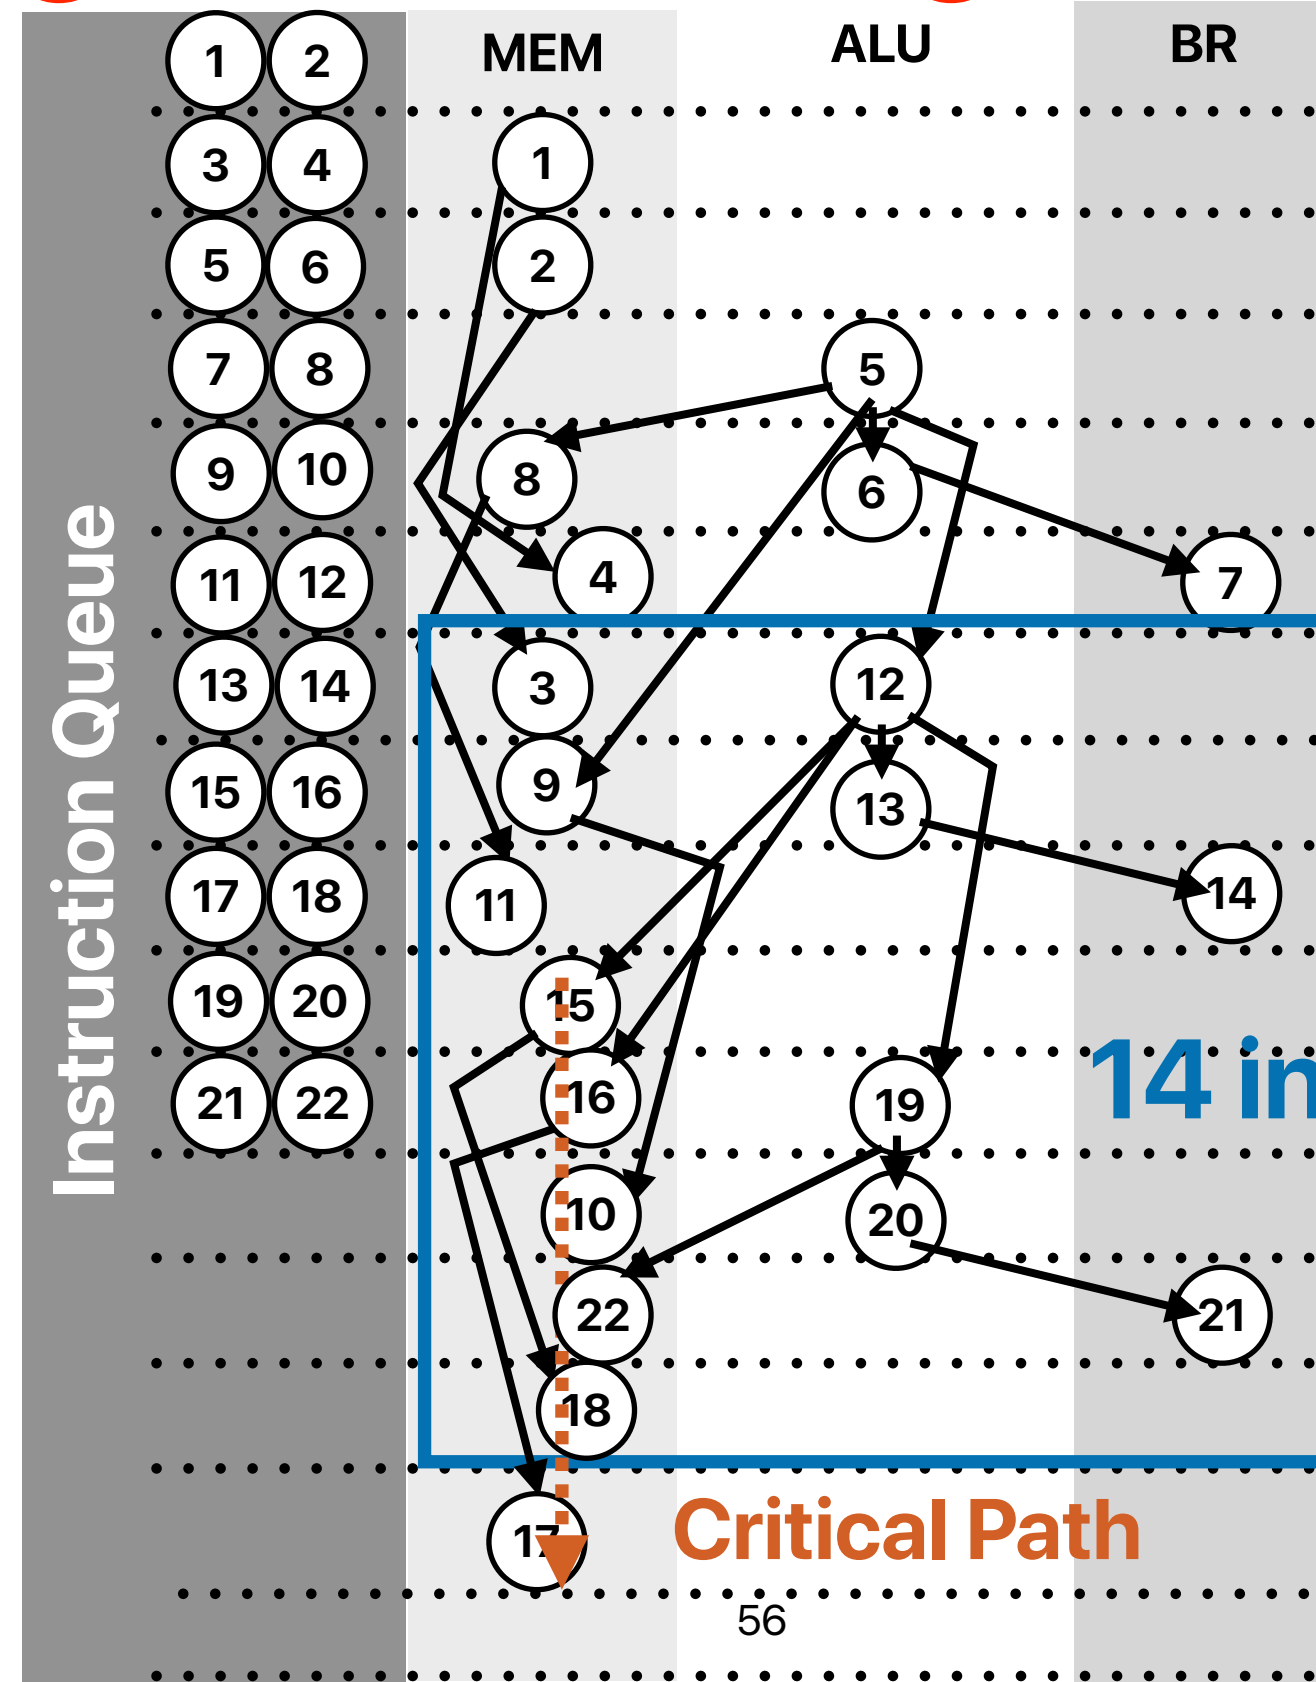 MEM ALU BR
1 2
3 4 1
5 6 2
7 8 5
9 10 8 6
11 12 4 7
13 14 3 12
15 16 9 13
17 18 11 14
19 20 15
21 22 16 19 14 in
10 20
22 21
18
17
Critical Path
56
Instruction Queue